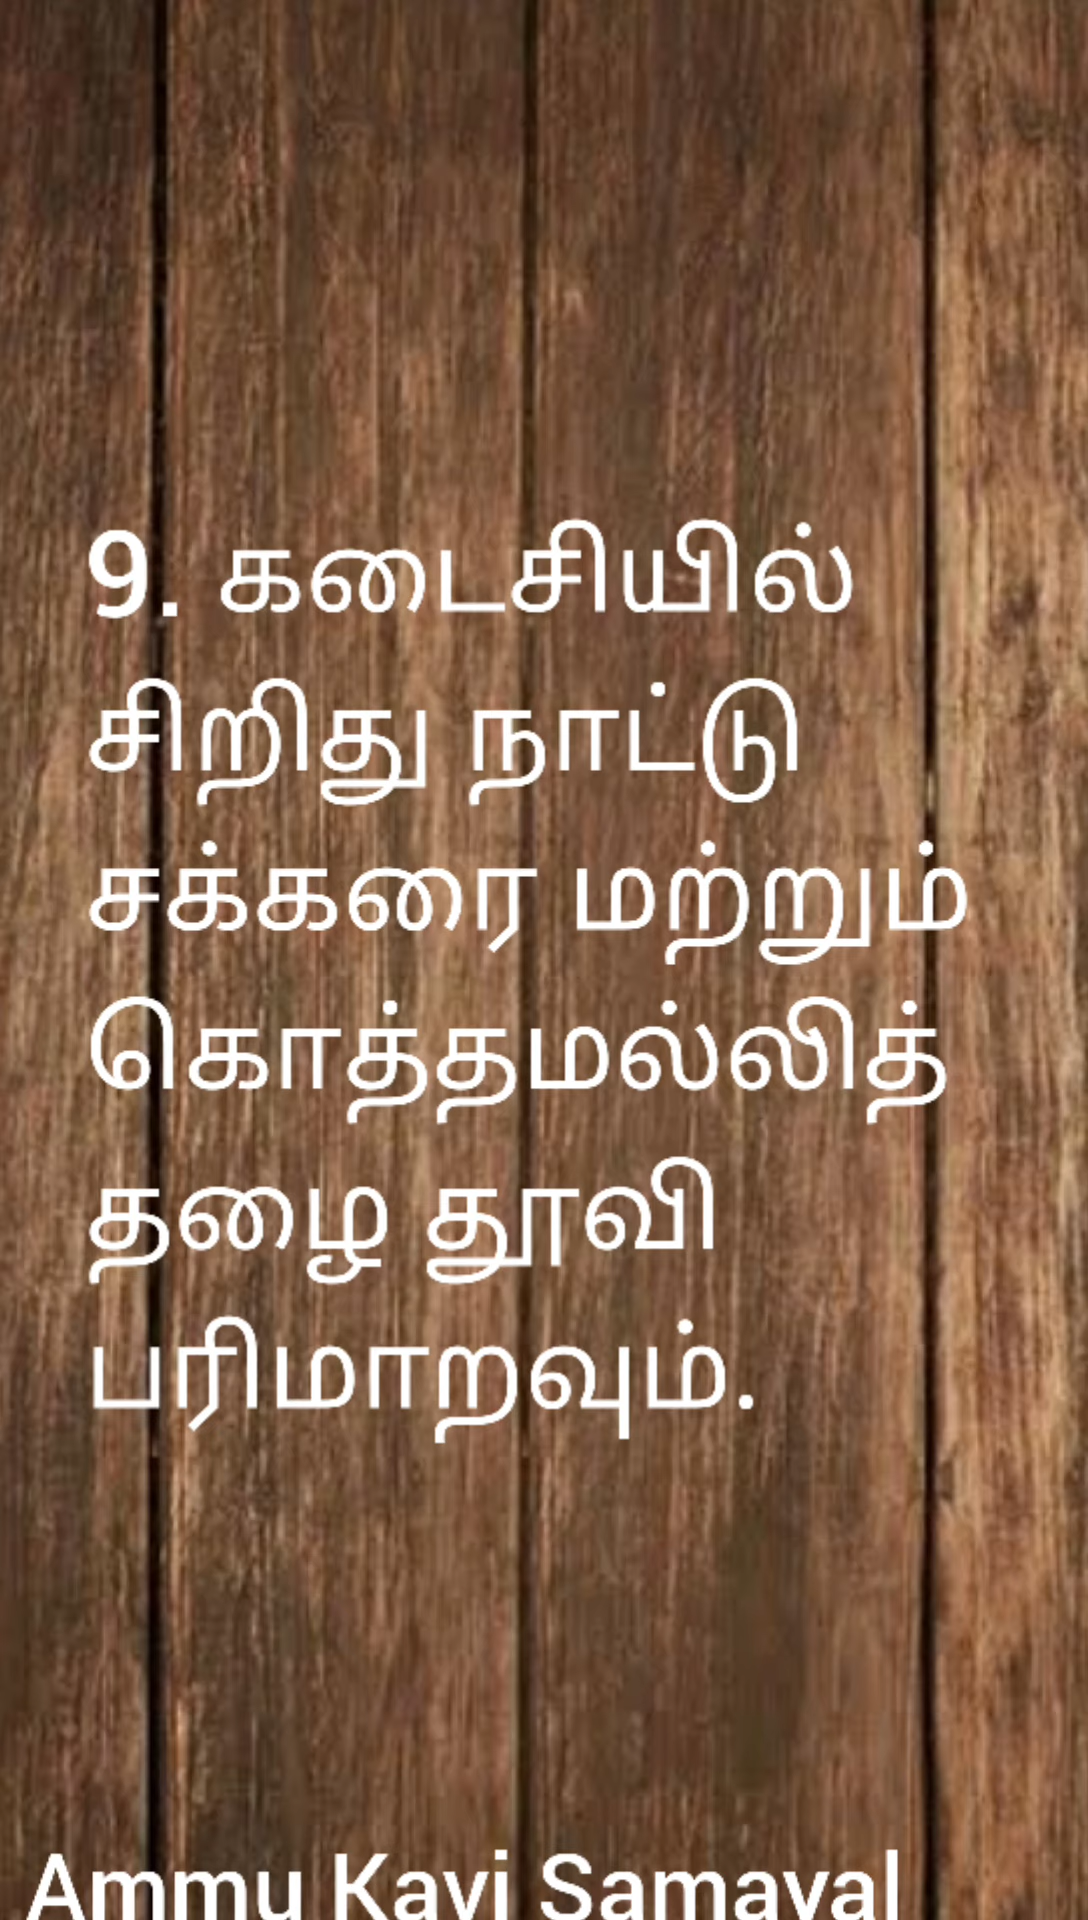 9. கடைசியில்
சிறிது நாட்டு
சக்கரை மற்றும்
கொத்தமல்லித்
தழை தூவி
பரிமாறவும்.
Ammu Kavi Samayal